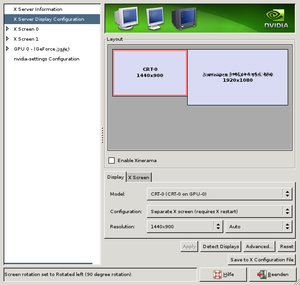 X Server Information
X Server Display Configuration
X Screen 0
X Screen 1
GPU 0 - (GeForce
nvidia-settings Configuration
NVIDIA
Layout
CRT-0
1440x900
1920x1080
Enable Xinerama
Display
X Screen
Model:
CRT-0 (CRT-0 on GPU-0)
Configuration:
Separate X screen (requires X restart)
Resolution:
1440x900
Auto
Apply
Detect Displays
Advanced...
Reset
Save to X Configuration File
Screen rotation set to Rotated left (90 degree rotation).
Hilfe
Beenden